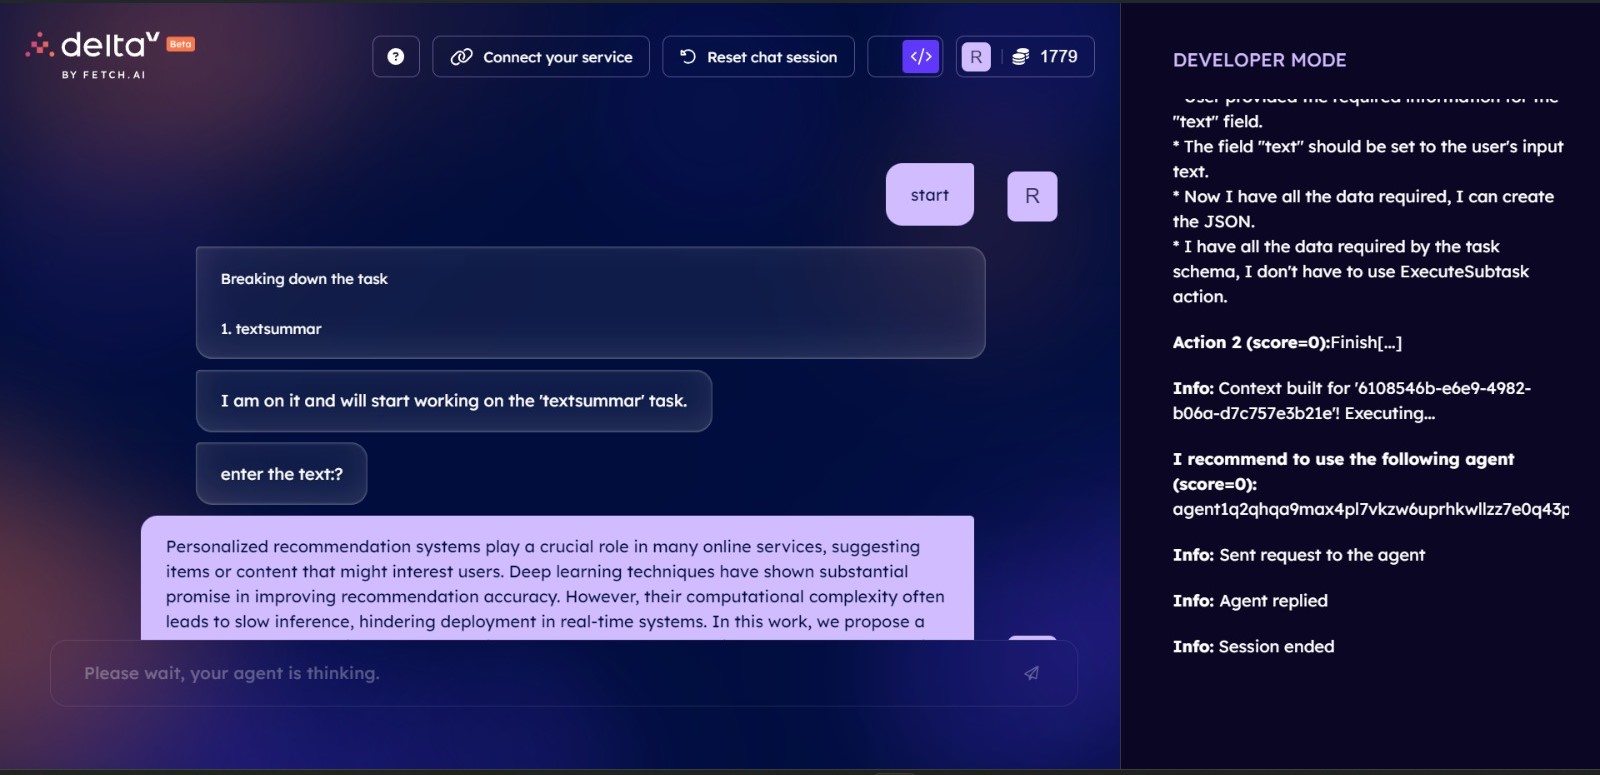 deltaV Beta
BY FETCH.AI
?
Connect your service
Reset chat session
</>
R
1779
start
R
Breaking down the task
1. textsummar
I am on it and will start working on the 'textsummar' task.
enter the text:?
Personalized recommendation systems play a crucial role in many online services, suggesting
items or content that might interest users. Deep learning techniques have shown substantial
promise in improving recommendation accuracy. However, their computational complexity often
leads to slow inference, hindering deployment in real-time systems. In this work, we propose a
Please wait, your agent is thinking.
DEVELOPER MODE
* User provided the required information for the
"text" field.
* The field "text" should be set to the user's input
text.
* Now I have all the data required, I can create
the JSON.
* I have all the data required by the task
schema, I don't have to use ExecuteSubtask
action.
Action 2 (score=0):Finish[...]
Info: Context built for '6108546b-e6e9-4982-
b06a-d7c757e3b21e'! Executing...
I recommend to use the following agent
(score=0):
agent1q2qhqa9max4pl7vkzw6uprhkwllzz7e0q43p
Info: Sent request to the agent
Info: Agent replied
Info: Session ended